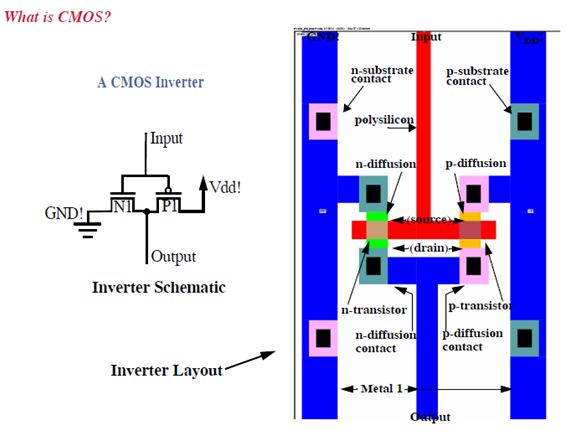 What is CMOS?
A CMOS Inverter
Input
N1
P1
Vdd!
GND!
Output
Inverter Schematic
Inverter Layout
GND!
Input
VDD!
n-substrate
contact
p-substrate
contact
polysilicon
n-diffusion
p-diffusion
(source)
(drain)
n-transistor
p-transistor
n-diffusion
contact
p-diffusion
contact
Metal 1
Output